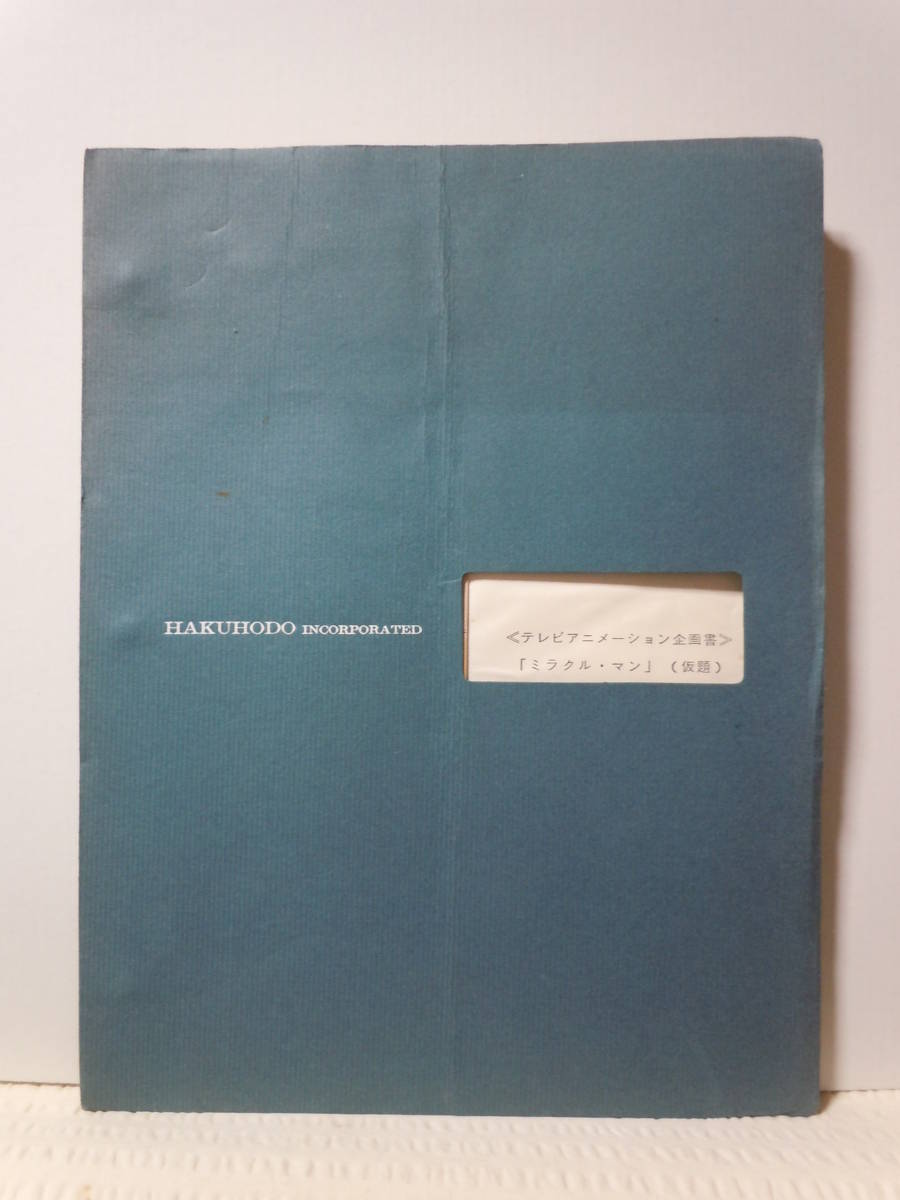 HAKUHODO INCORPORATED
≪テレビアニメーション企画書≫
「ミラクル・マン」（仮題）